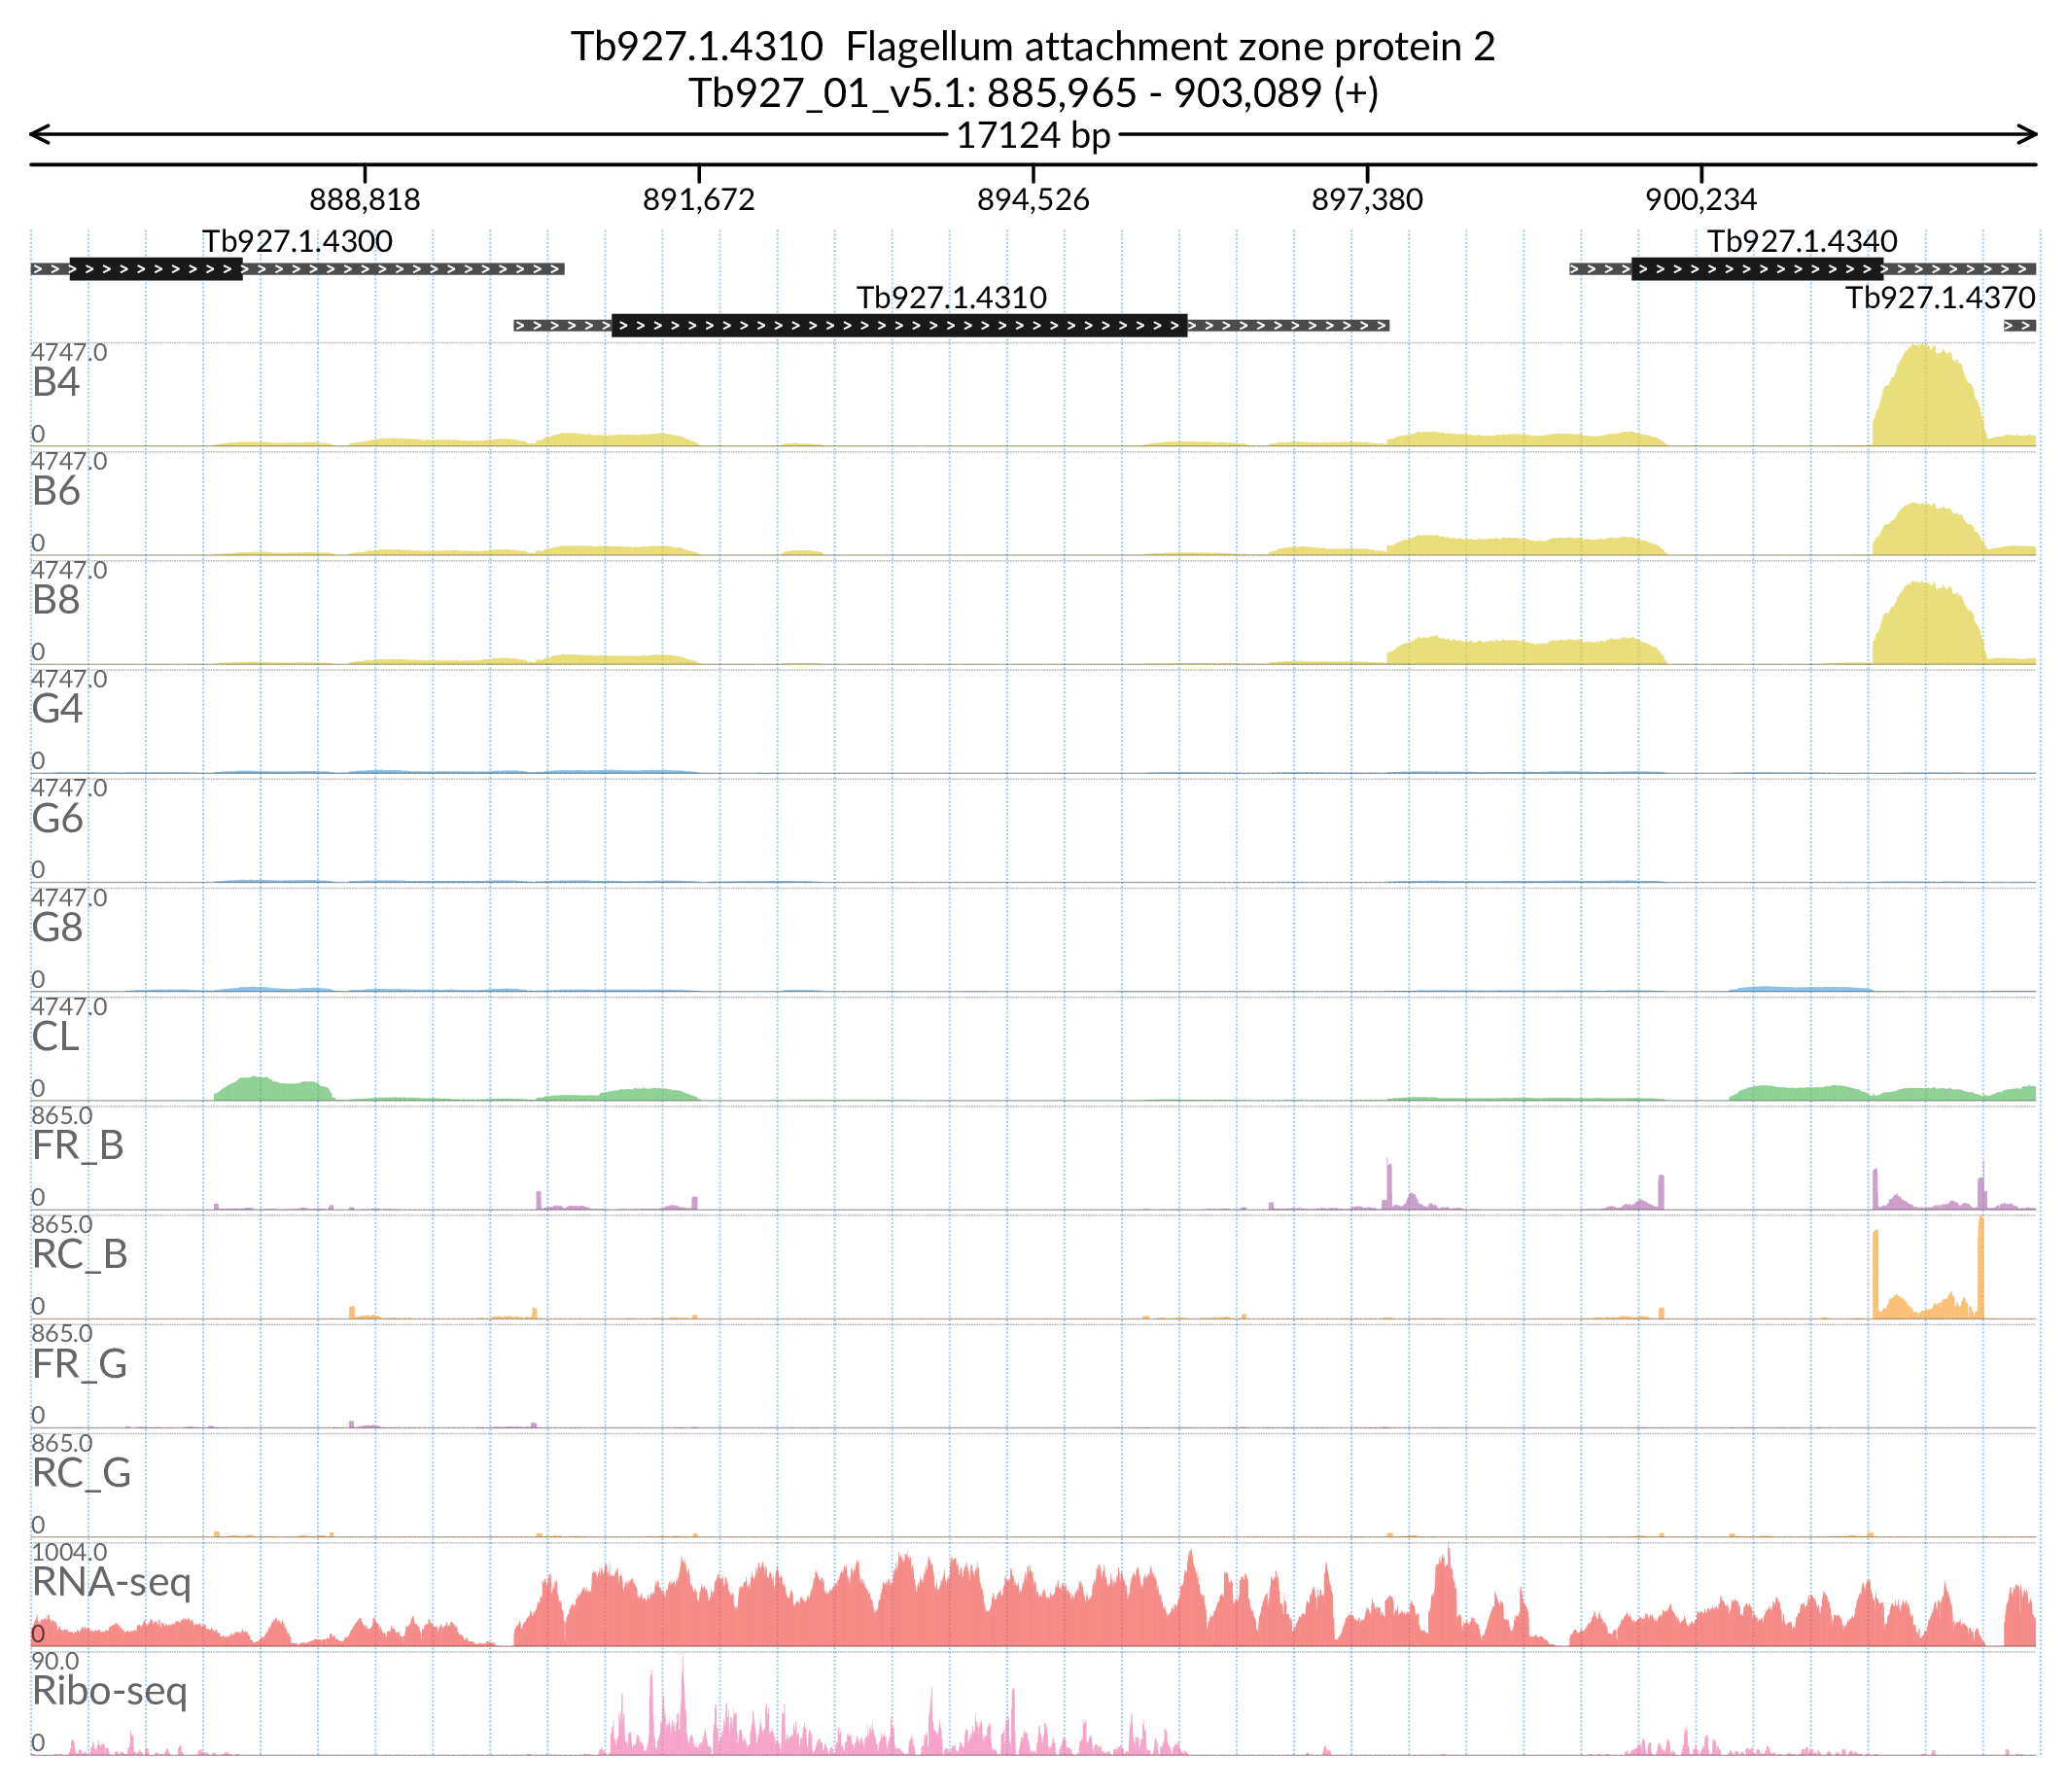 Tb927.1.4310  Flagellum attachment zone protein 2
Tb927_01_v5.1: 885,965 - 903,089 (+)
17124 bp
888,818 891,672 894,526 897,380 900,234
Tb927.1.4300 Tb927.1.4340
Tb927.1.4310 Tb927.1.4370
4747.0
B4
0
4747.0
B6
0
4747.0
B8
0
4747.0
G4
0
4747.0
G6
0
4747.0
G8
0
4747.0
CL
0
865.0
FR_B
0
865.0
RC_B
0
865.0
FR_G
0
865.0
RC_G
0
1004.0
RNA-seq
0
90.0
Ribo-seq
0